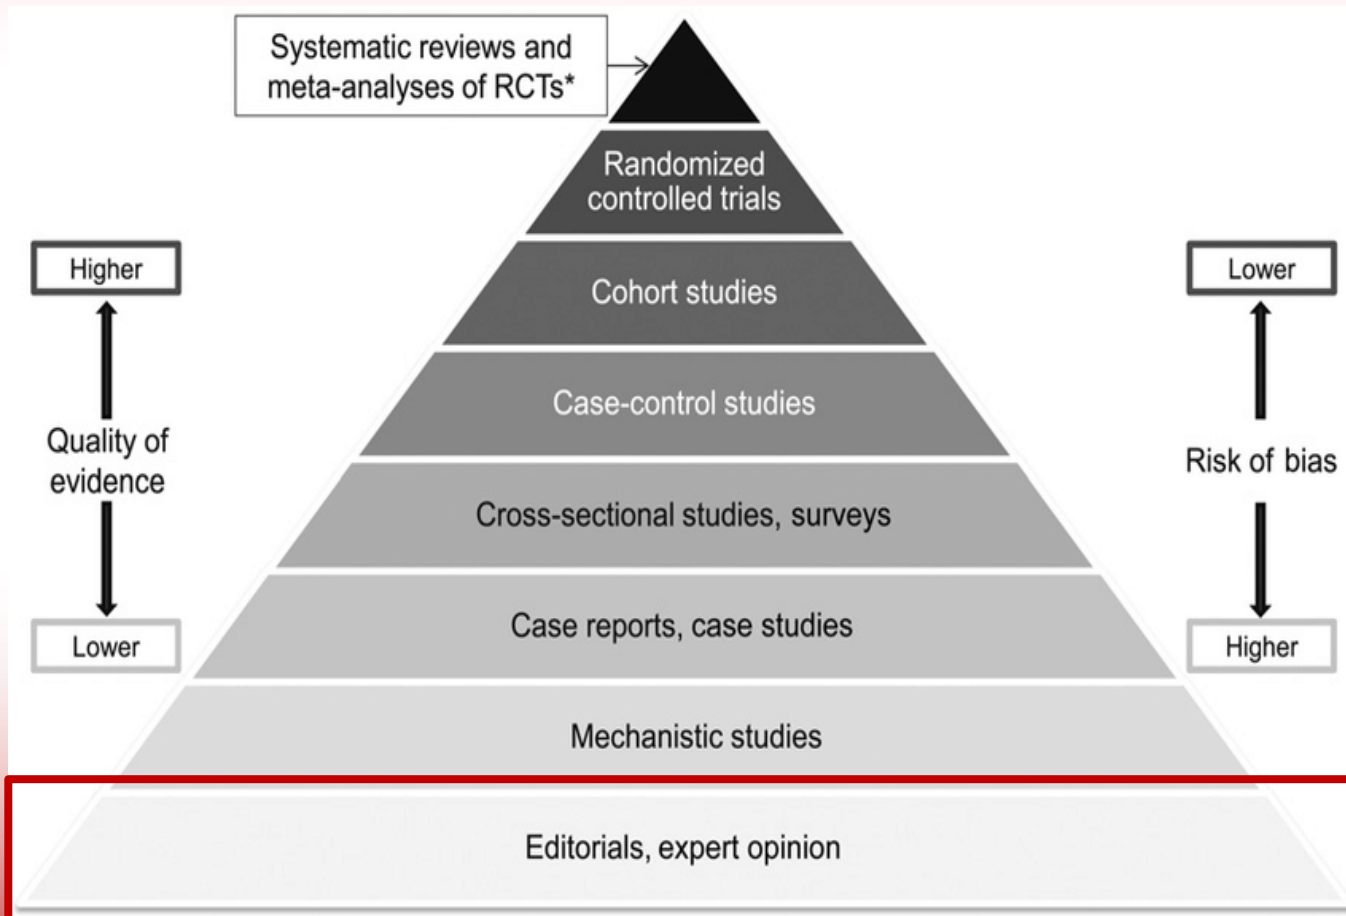 Systematic reviews and
meta-analyses of RCTs*
Randomized
controlled trials
Higher
Lower
Cohort studies
Case-control studies
Quality of
evidence
Risk of bias
Cross-sectional studies, surveys
Case reports, case studies
Lower
Higher
Mechanistic studies
Editorials, expert opinion